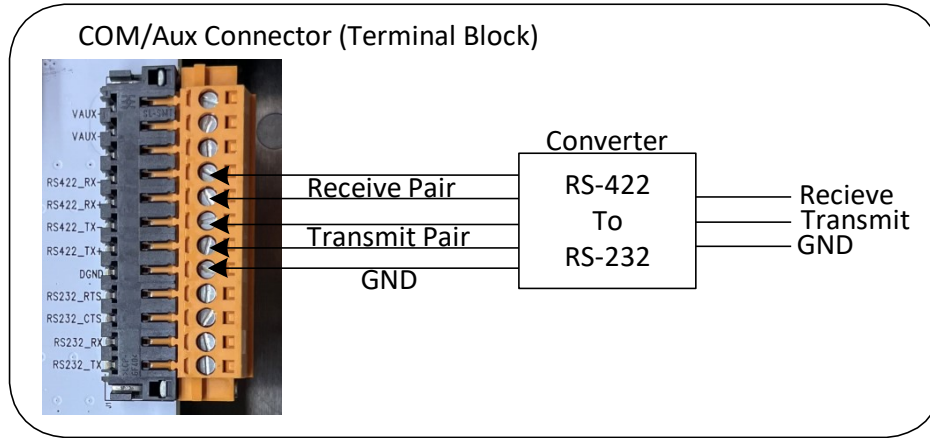 COM/Aux Connector (Terminal Block)
VAUX-
VAUX-
RS422_RX-
RS422_RX+
RS422_TX-
RS422_TX+
DGND
RS232_RTS
RS232_CTS
RS232_RX
RS232_TX
Receive Pair
Transmit Pair
GND
Converter
RS-422
To
RS-232
Recieve
Transmit
GND